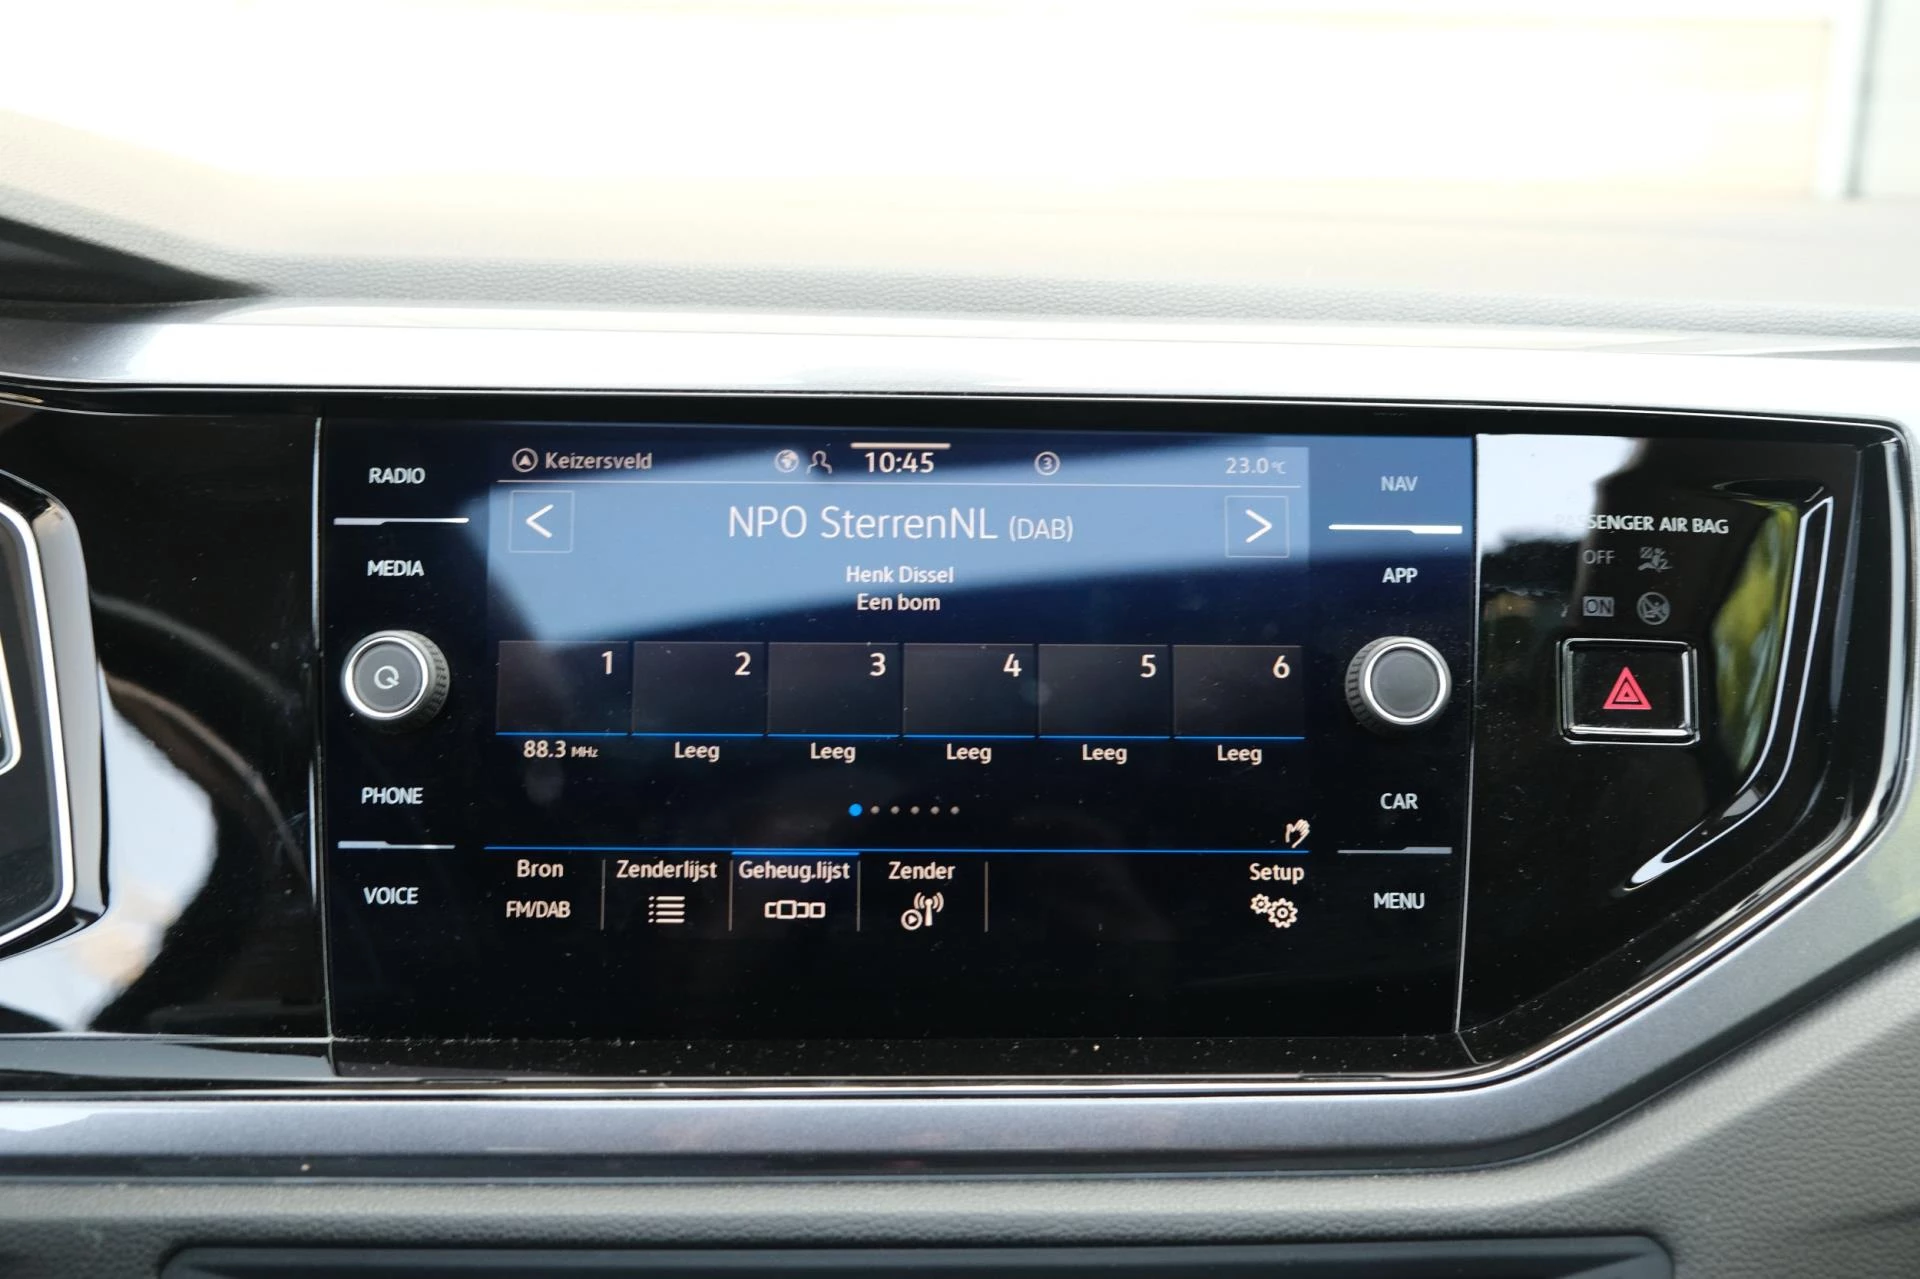 RADIO
MEDIA
PHONE
VOICE
Keizersveld
10:45
3
23.0°C
< NPO SterrenNL (DAB) >
Henk Dissel
Een bom
1 2 3 4 5 6
88.3 MHz Leeg Leeg Leeg Leeg Leeg
Bron Zenderlijst Geheug.lijst Zender Setup
FM/DAB
NAV
APP
CAR
MENU
PASSENGER AIR BAG
OFF
ON